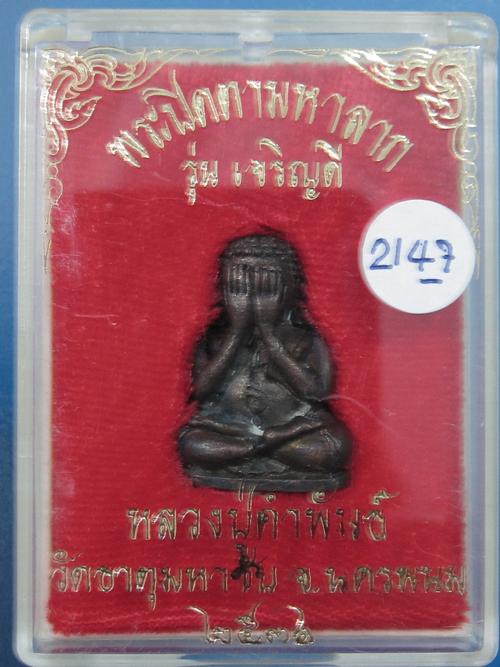 พระปิดตามหาลาภ
รุ่น เจริญดี
2147
หลวงปู่คำพันธ์
วัดธาตุมหาชัย จ.นครพนม
๒๕๓๖